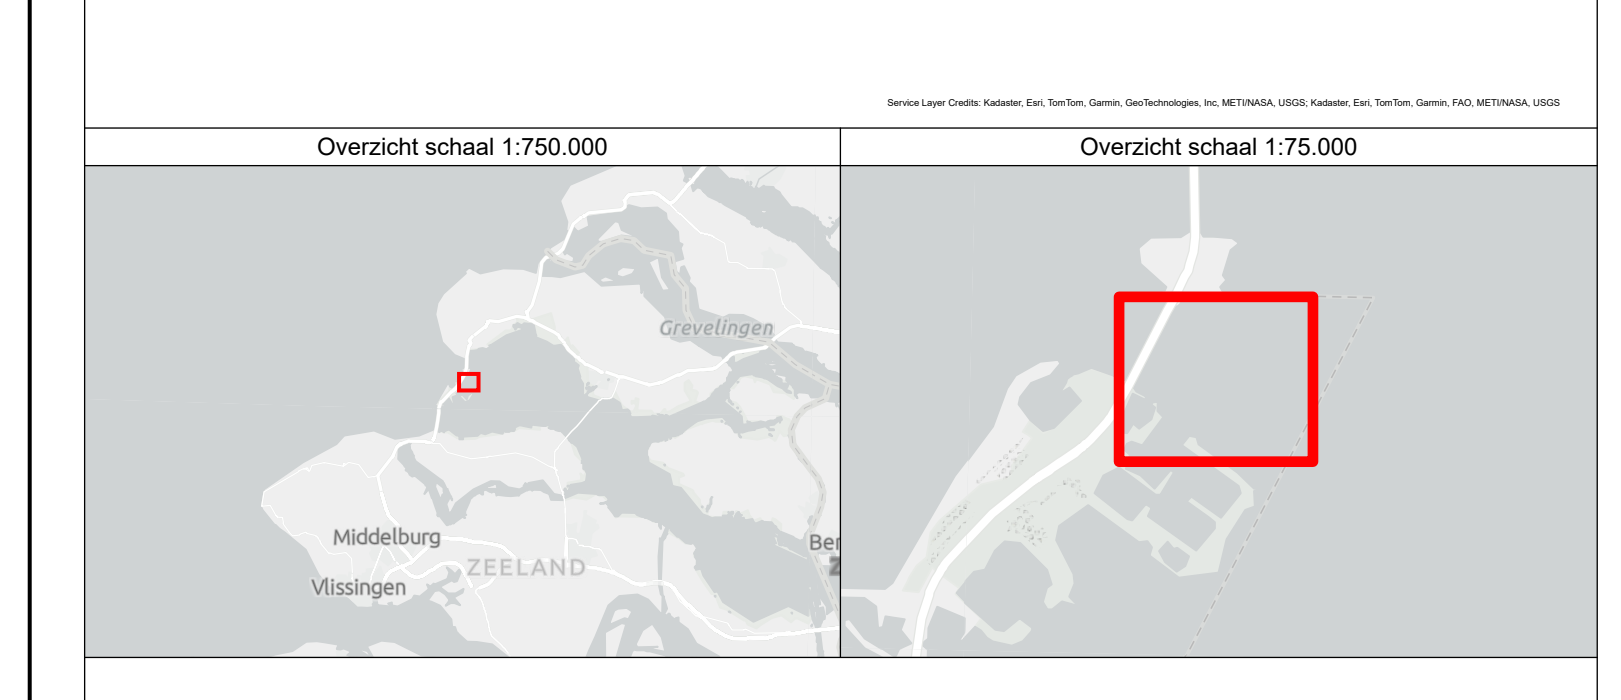 Service Layer Credits: Kadaster, Esri, TomTom, Garmin, GeoTechnologies, Inc, METI/NASA, USGS; Kadaster, Esri, TomTom, Garmin, FAO, METI/NASA, USGS
Overzicht schaal 1:750.000
Overzicht schaal 1:75.000
Grevelingen
Middelburg
Ber
ZEELAND
Vlissingen